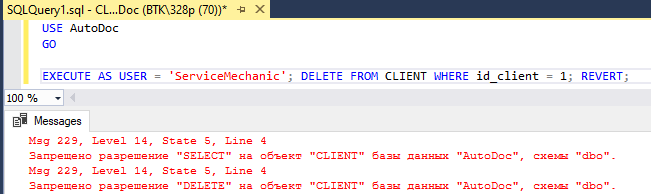 SQLQuery1.sql - CL...Doc (BTK\328p (70))*
USE AutoDoc
GO
EXECUTE AS USER = 'ServiceMechanic'; DELETE FROM CLIENT WHERE id_client = 1; REVERT;
100 %
Messages
Msg 229, Level 14, State 5, Line 4
Запрещено разрешение "SELECT" на объект "CLIENT" базы данных "AutoDoc", схемы "dbo".
Msg 229, Level 14, State 5, Line 4
Запрещено разрешение "DELETE" на объект "CLIENT" базы данных "AutoDoc", схемы "dbo".